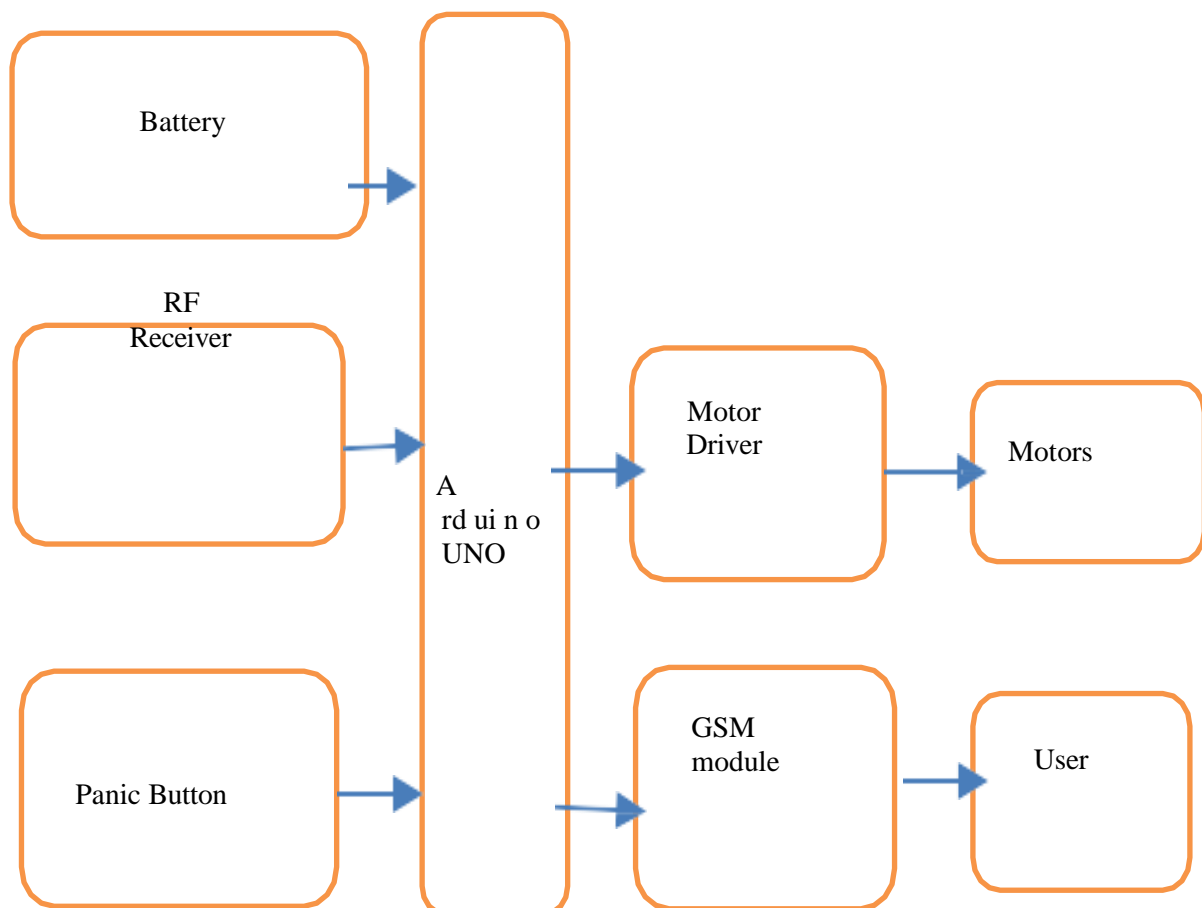 Battery
RF
Receiver
A
rd ui n o
UNO
Motor
Driver
Motors
Panic Button
GSM
module
User